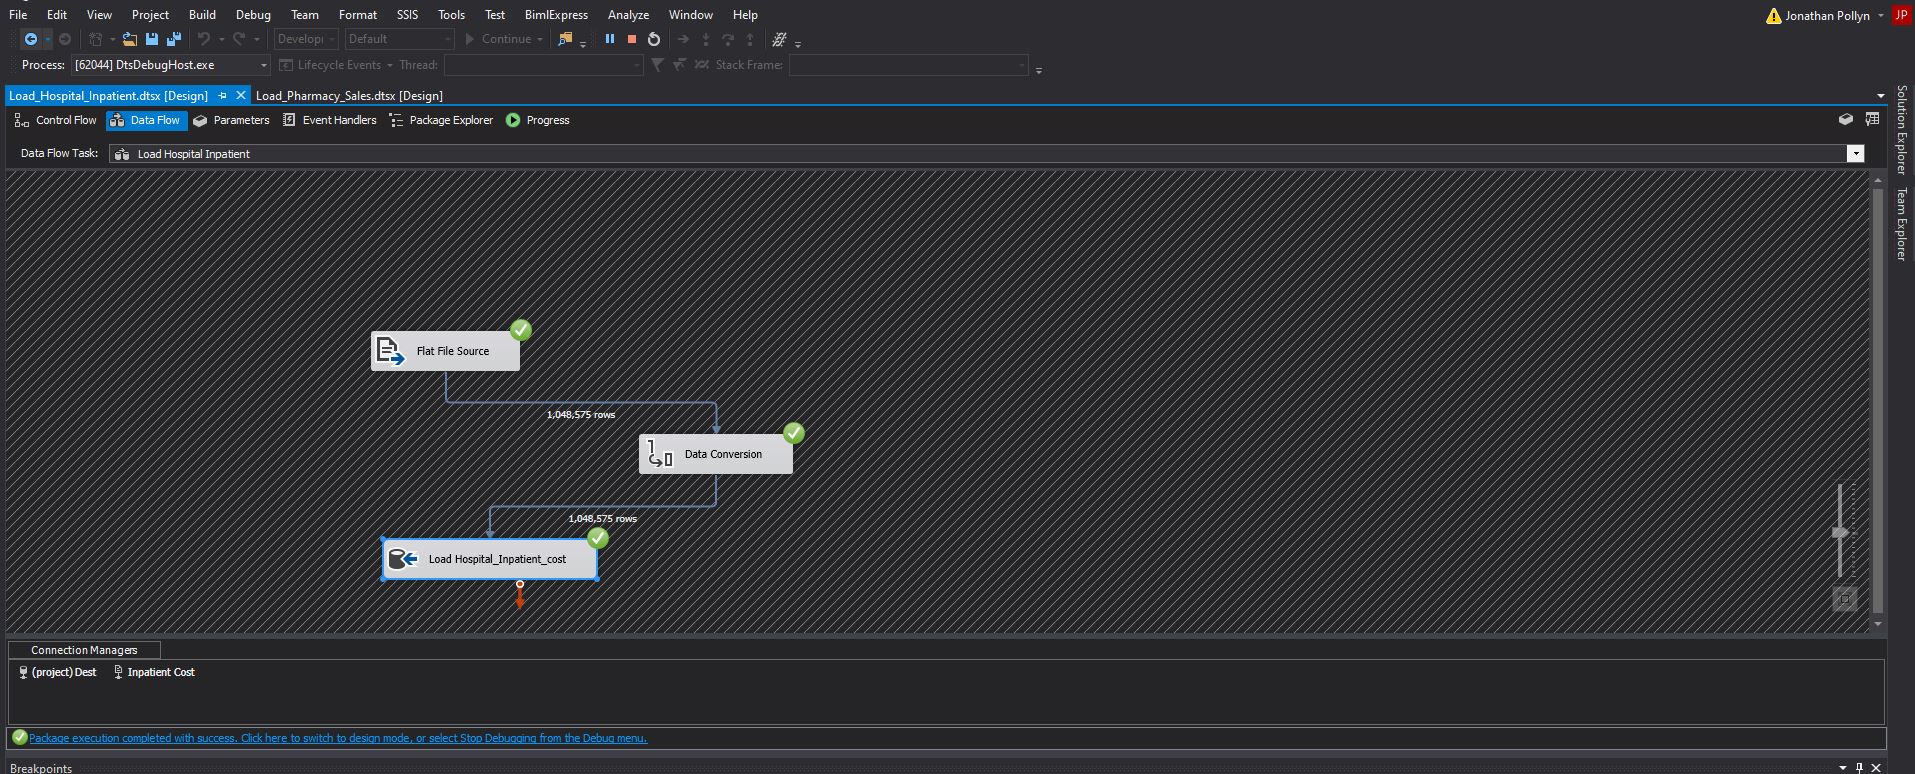 File Edit View Project Build Debug Team Format SSIS Tools Test BimlExpress Analyze Window Help
Jonathan Pollyn JP
Developi Default Continue
Process: [62044] DtsDebugHost.exe Lifecycle Events Thread: Stack Frame:
Load_Hospital_Inpatient.dtsx [Design] Load_Pharmacy_Sales.dtsx [Design]
Control Flow Data Flow Parameters Event Handlers Package Explorer Progress
Data Flow Task: Load Hospital Inpatient
Solution Explorer
Team Explorer
Flat File Source
1,048,575 rows
Data Conversion
1,048,575 rows
Load Hospital_Inpatient_cost
Connection Managers
(project) Dest Inpatient Cost
Package execution completed with success. Click here to switch to design mode, or select Stop Debugging from the Debug menu.
Breakpoints